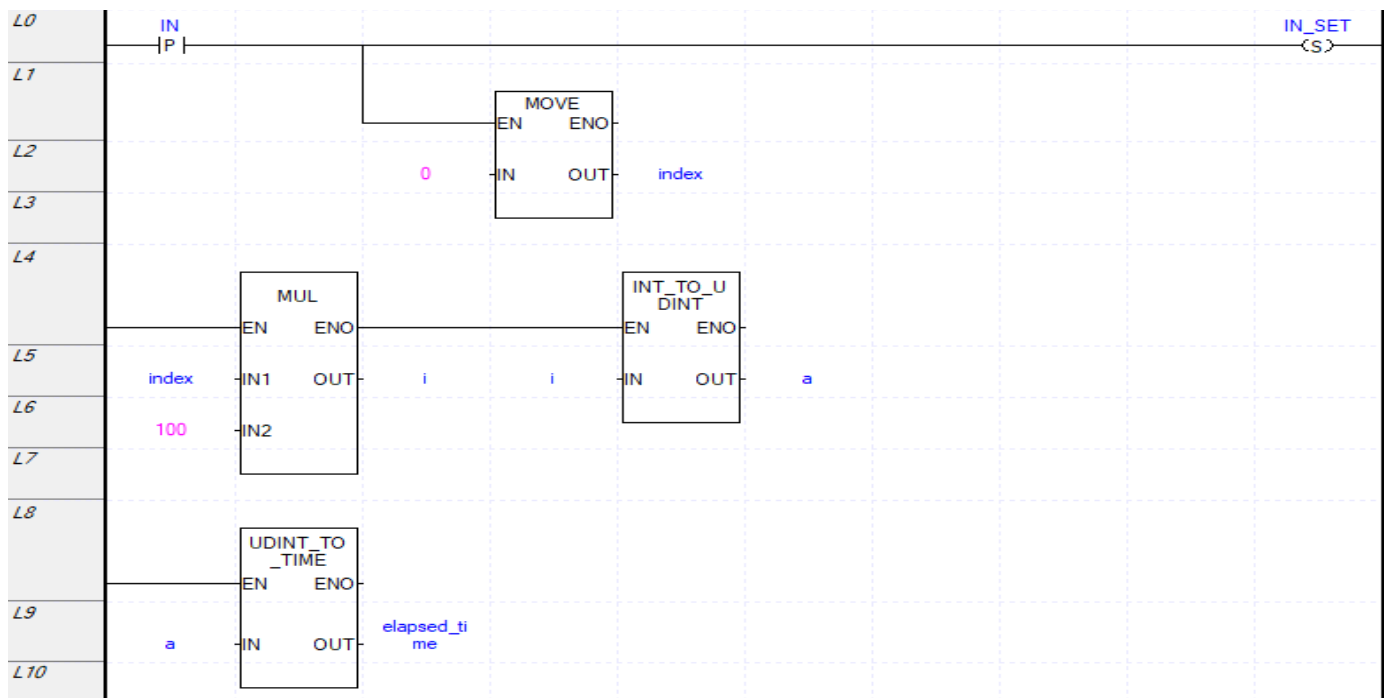 L0
IN
P
IN_SET
S
L1
MOVE
EN ENO
L2
0 IN OUT index
L3
L4
MUL
INT_TO_U
DINT
EN ENO EN ENO
L5
index IN1 OUT i i IN OUT a
L6
100 IN2
L7
L8
UDINT_TO
_TIME
EN ENO
L9
a IN OUT elapsed_ti
me
L10